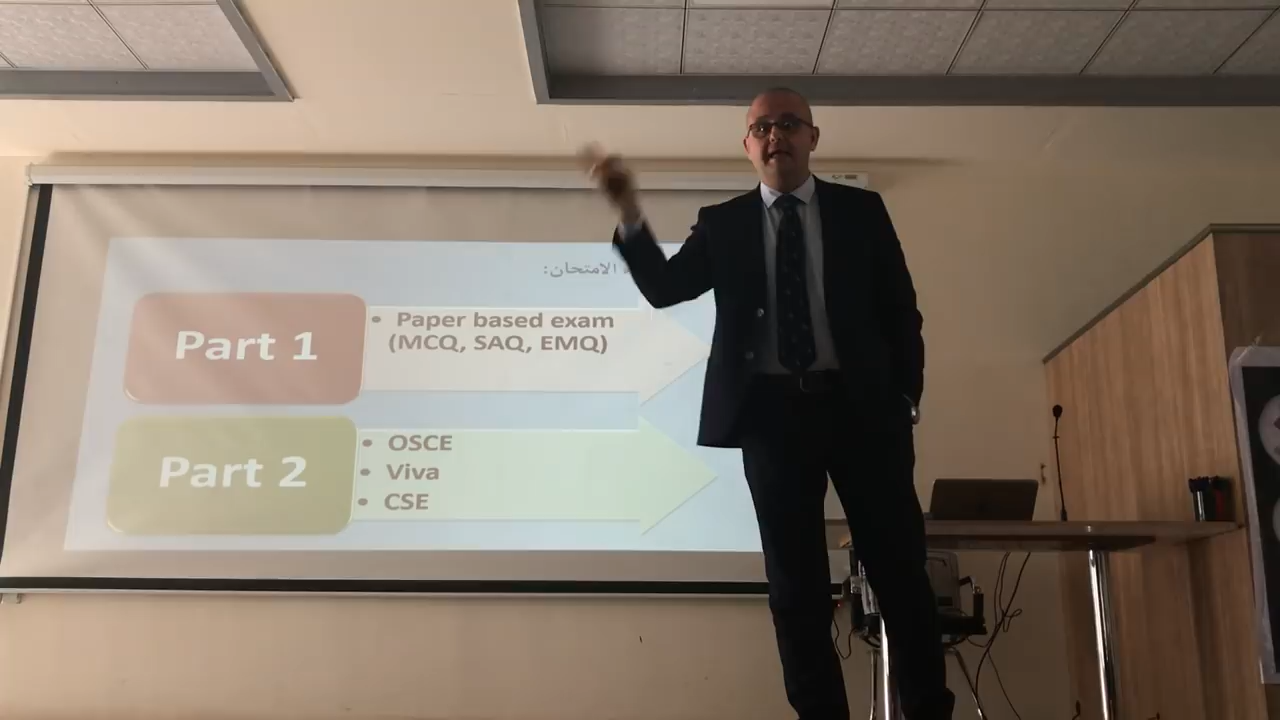 الامتحان:
Part 1
• Paper based exam
(MCQ, SAQ, EMQ)
Part 2
• OSCE
• Viva
• CSE